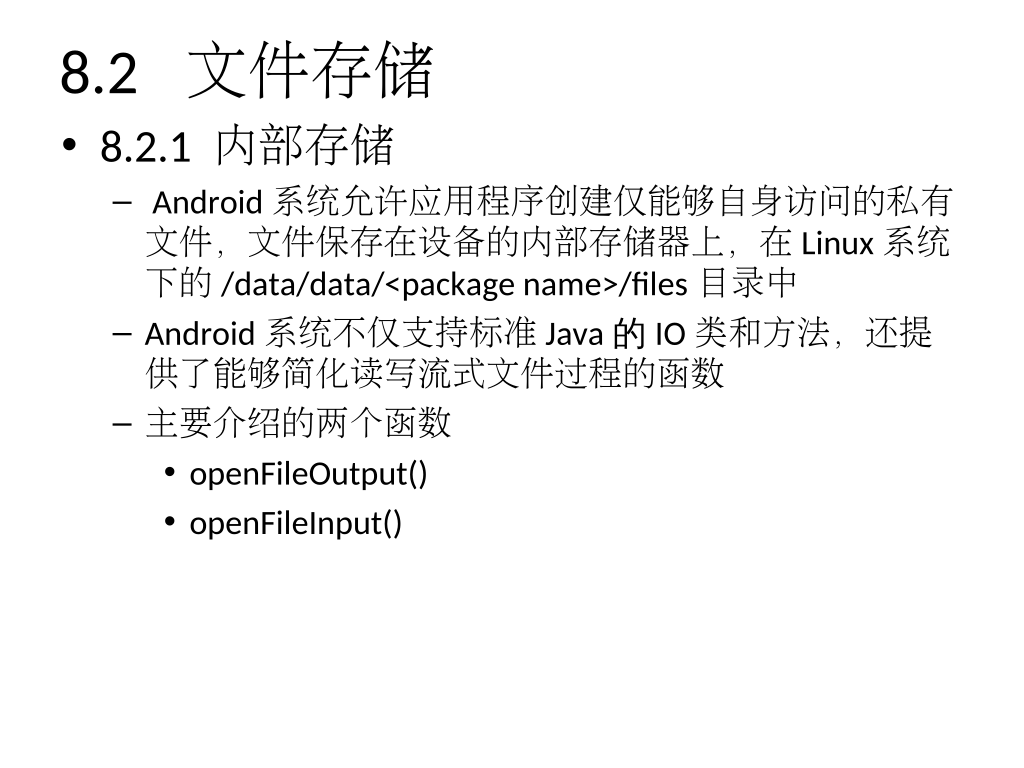 8.2 文件存储
• 8.2.1 内部存储
– Android 系统允许应用程序创建仅能够自身访问的私有
文件，文件保存在设备的内部存储器上，在 Linux 系统
下的 /data/data/<package name>/files 目录中
– Android 系统不仅支持标准 Java 的 IO 类和方法，还提
供了能够简化读写流式文件过程的函数
– 主要介绍的两个函数
• openFileOutput()
• openFileInput()